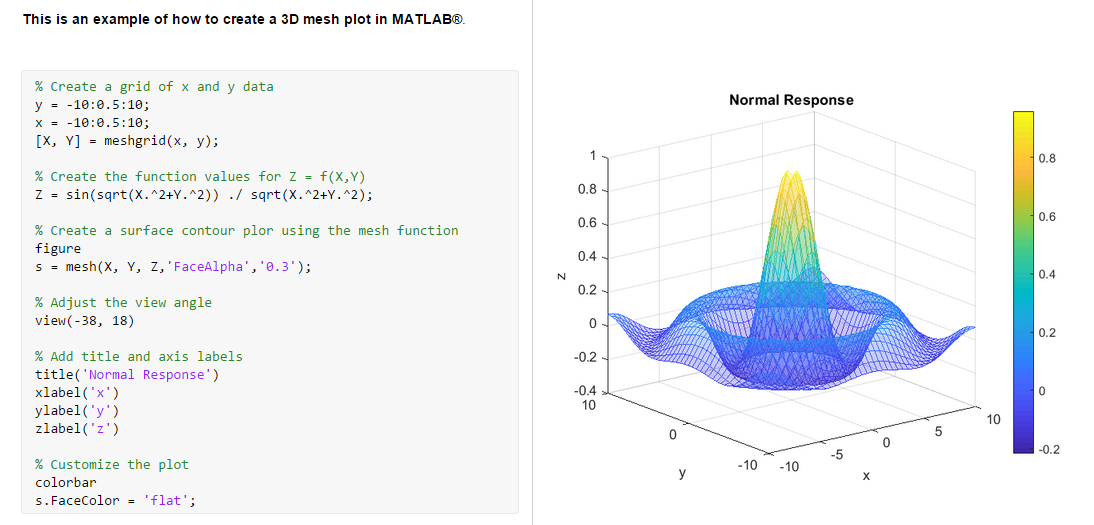 This is an example of how to create a 3D mesh plot in MATLAB®.
% Create a grid of x and y data
y = -10:0.5:10;
x = -10:0.5:10;
[X, Y] = meshgrid(x, y);
% Create the function values for Z = f(X,Y)
Z = sin(sqrt(X.^2+Y.^2)) ./ sqrt(X.^2+Y.^2);
% Create a surface contour plor using the mesh function
figure
s = mesh(X, Y, Z,'FaceAlpha','0.3');
% Adjust the view angle
view(-38, 18)
% Add title and axis labels
title('Normal Response')
xlabel('x')
ylabel('y')
zlabel('z')
% Customize the plot
colorbar
s.FaceColor = 'flat';
Normal Response
1
0.8
0.6
0.4
0.2
0
-0.2
-0.4
z
10
0
-10
y
-10
-5
0
5
10
x
0.8
0.6
0.4
0.2
0
-0.2